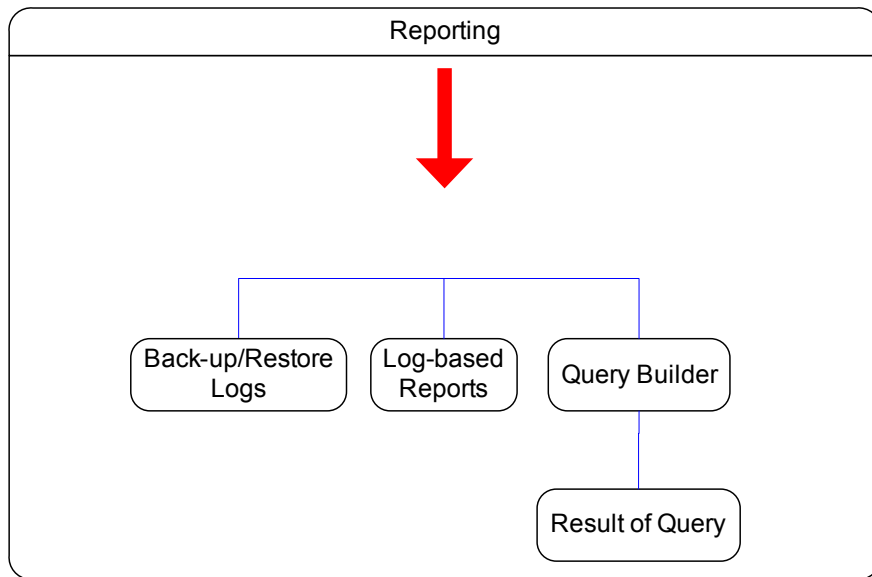 Reporting
Back-up/Restore
Logs
Log-based
Reports
Query Builder
Result of Query